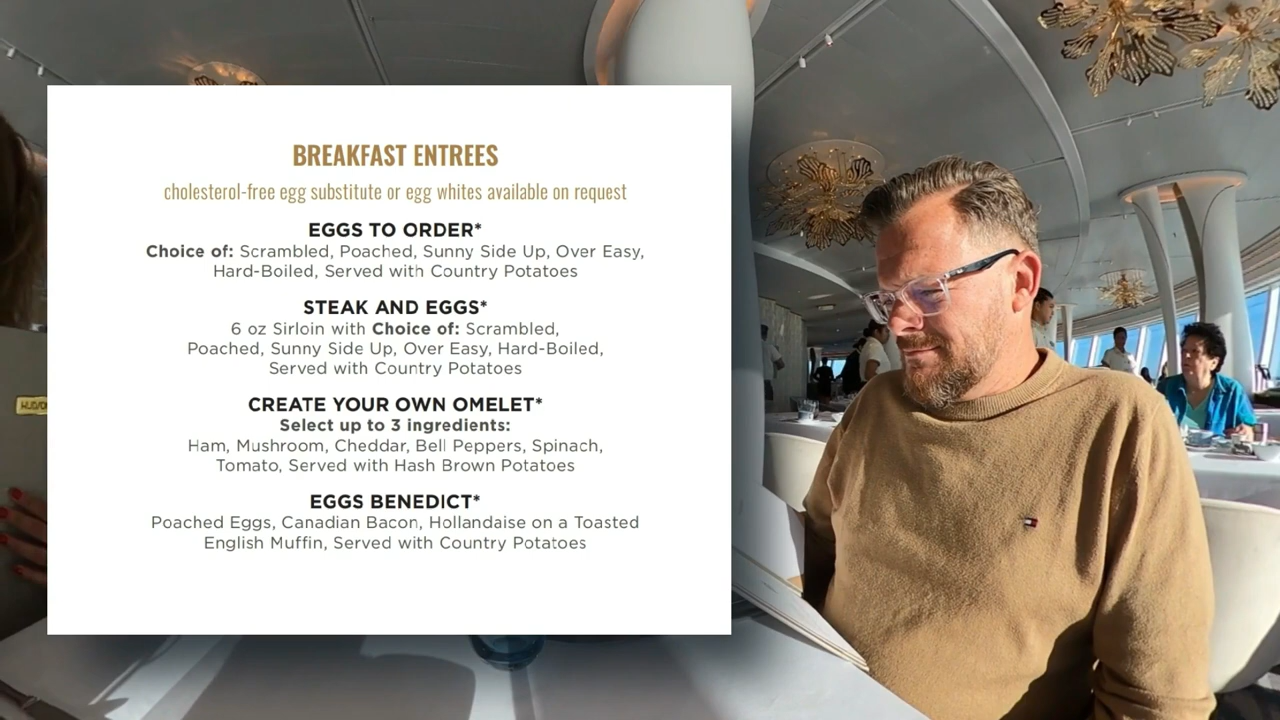 BREAKFAST ENTREES
cholesterol-free egg substitute or egg whites available on request
EGGS TO ORDER*
Choice of: Scrambled, Poached, Sunny Side Up, Over Easy,
Hard-Boiled, Served with Country Potatoes
STEAK AND EGGS*
6 oz Sirloin with Choice of: Scrambled,
Poached, Sunny Side Up, Over Easy, Hard-Boiled,
Served with Country Potatoes
CREATE YOUR OWN OMELET*
Select up to 3 ingredients:
Ham, Mushroom, Cheddar, Bell Peppers, Spinach,
Tomato, Served with Hash Brown Potatoes
EGGS BENEDICT*
Poached Eggs, Canadian Bacon, Hollandaise on a Toasted
English Muffin, Served with Country Potatoes